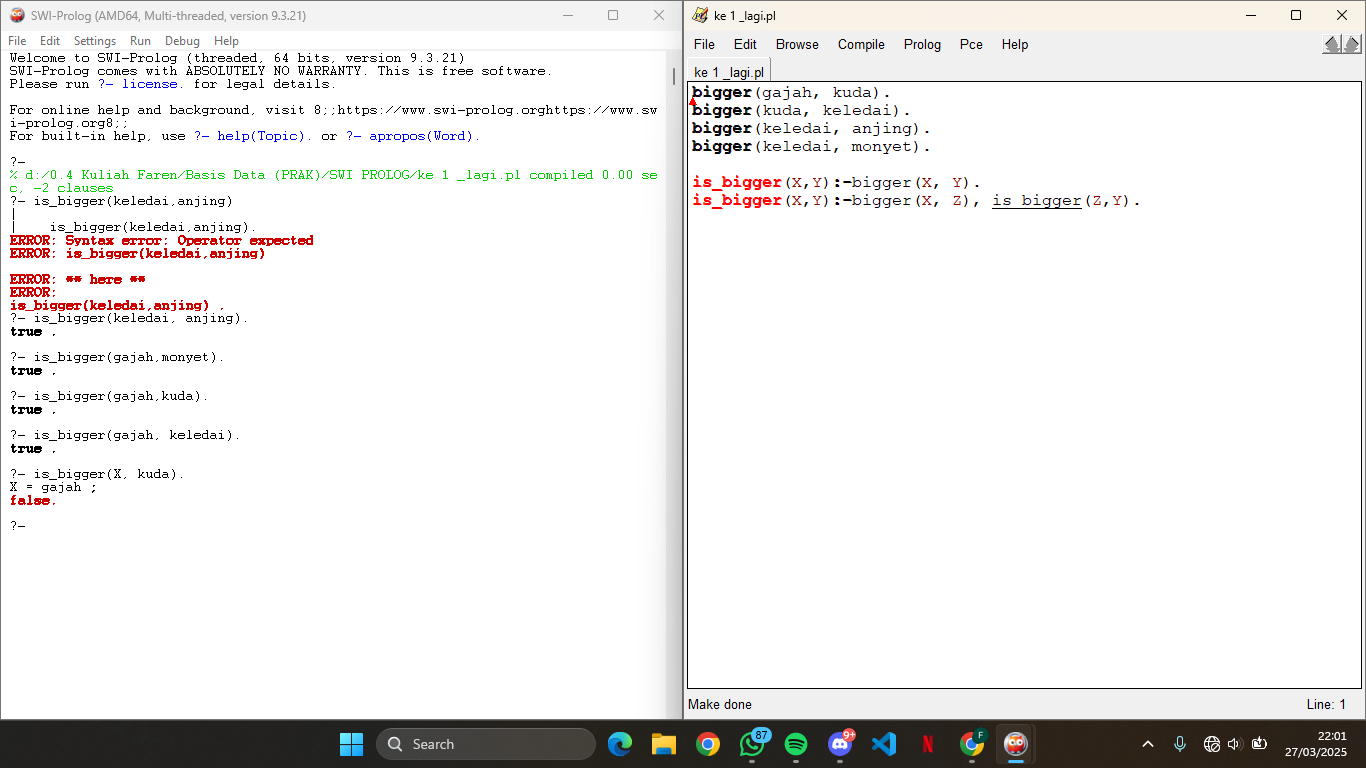 SWI-Prolog (AMD64, Multi-threaded, version 9.3.21)
File Edit Settings Run Debug Help
Welcome to SWI-Prolog (threaded, 64 bits, version 9.3.21)
SWI-Prolog comes with ABSOLUTELY NO WARRANTY. This is free software.
Please run ?- license. for legal details.
For online help and background, visit 8;;https://www.swi-prolog.orghttps://www.sw
i-prolog.org8;;
For built-in help, use ?- help(Topic). or ?- apropos(Word).
?-
% d:/0.4 Kuliah Faren/Basis Data (PRAK)/SWI PROLOG/ke 1 _lagi.pl compiled 0.00 se
c, -2 clauses
?- is_bigger(keledai,anjing)
|
|    is_bigger(keledai,anjing).
ERROR: Syntax error: Operator expected
ERROR: is_bigger(keledai,anjing)
ERROR: ** here **
ERROR:
is_bigger(keledai,anjing) .
?- is_bigger(keledai, anjing).
true .
?- is_bigger(gajah,monyet).
true .
?- is_bigger(gajah,kuda).
true .
?- is_bigger(gajah, keledai).
true .
?- is_bigger(X, kuda).
X = gajah ;
false.
?-
ke 1 _lagi.pl
File Edit Browse Compile Prolog Pce Help
ke 1 _lagi.pl
bigger(gajah, kuda).
bigger(kuda, keledai).
bigger(keledai, anjing).
bigger(keledai, monyet).
is_bigger(X,Y):-bigger(X, Y).
is_bigger(X,Y):-bigger(X, Z), is_bigger(Z,Y).
Make done
Line: 1
Search
87
9+
F
N
22:01
27/03/2025